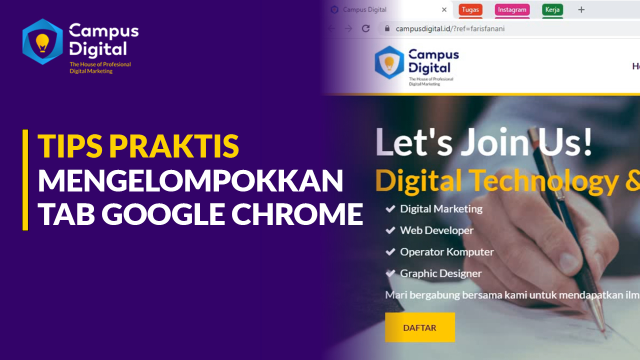 Campus
Digital
The House of Profesional
Digital Marketing
TIPS PRAKTIS
MENGELOMPOKKAN
TAB GOOGLE CHROME
Campus Digital
Tugas
Instagram
Kerja
campusdigital.id/?ref=farisfanani
Campus
Digital
The House of Profesional
Digital Marketing
Let's Join Us!
Digital Technology &
Digital Marketing
Web Developer
Operator Komputer
Graphic Designer
Mari bergabung bersama kami untuk mendapatkan ilm
DAFTAR